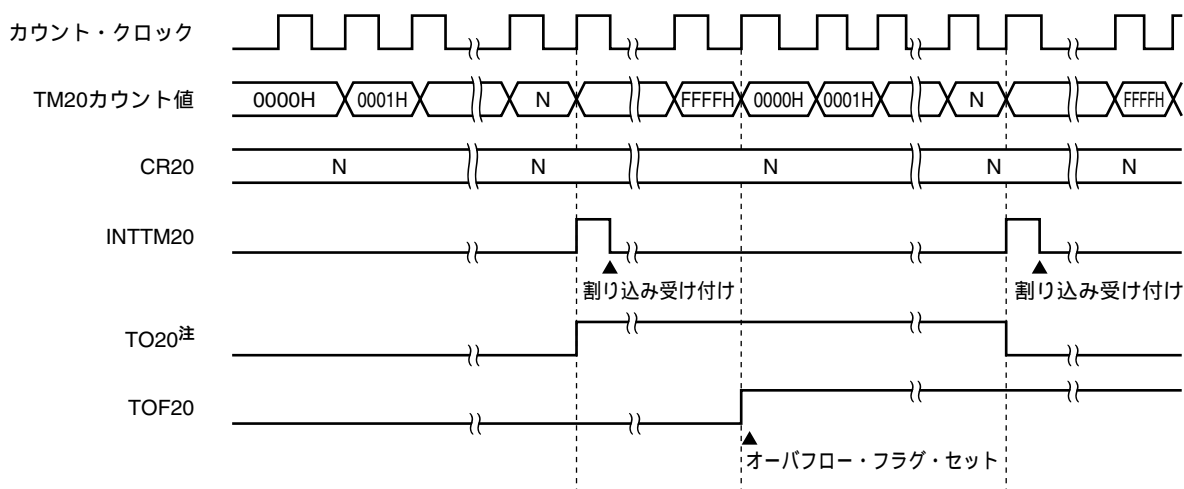 カウント・クロック
TM20カウント値 0000H 0001H N FFFFH 0000H 0001H N FFFFH
CR20 N N N N N
INTTM20
割り込み受け付け 割り込み受け付け
TO20注
TOF20
オーバフロー・フラグ・セット